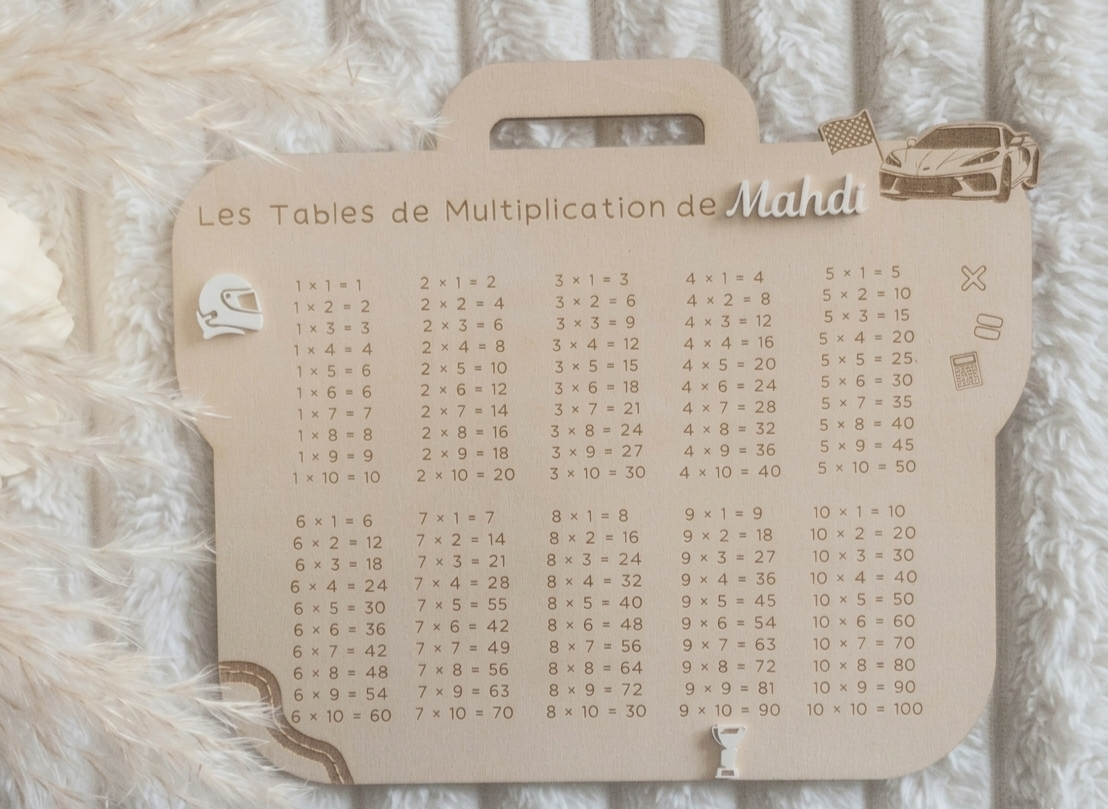 Les Tables de Multiplication de Mahdi
1 × 1 = 1
1 × 2 = 2
1 × 3 = 3
1 × 4 = 4
1 × 5 = 6
1 × 6 = 6
1 × 7 = 7
1 × 8 = 8
1 × 9 = 9
1 × 10 = 10
2 × 1 = 2
2 × 2 = 4
2 × 3 = 6
2 × 4 = 8
2 × 5 = 10
2 × 6 = 12
2 × 7 = 14
2 × 8 = 16
2 × 9 = 18
2 × 10 = 20
3 × 1 = 3
3 × 2 = 6
3 × 3 = 9
3 × 4 = 12
3 × 5 = 15
3 × 6 = 18
3 × 7 = 21
3 × 8 = 24
3 × 9 = 27
3 × 10 = 30
4 × 1 = 4
4 × 2 = 8
4 × 3 = 12
4 × 4 = 16
4 × 5 = 20
4 × 6 = 24
4 × 7 = 28
4 × 8 = 32
4 × 9 = 36
4 × 10 = 40
5 × 1 = 5
5 × 2 = 10
5 × 3 = 15
5 × 4 = 20
5 × 5 = 25
5 × 6 = 30
5 × 7 = 35
5 × 8 = 40
5 × 9 = 45
5 × 10 = 50
6 × 1 = 6
6 × 2 = 12
6 × 3 = 18
6 × 4 = 24
6 × 5 = 30
6 × 6 = 36
6 × 7 = 42
6 × 8 = 48
6 × 9 = 54
6 × 10 = 60
7 × 1 = 7
7 × 2 = 14
7 × 3 = 21
7 × 4 = 28
7 × 5 = 55
7 × 6 = 42
7 × 7 = 49
7 × 8 = 56
7 × 9 = 63
7 × 10 = 70
8 × 1 = 8
8 × 2 = 16
8 × 3 = 24
8 × 4 = 32
8 × 5 = 40
8 × 6 = 48
8 × 7 = 56
8 × 8 = 64
8 × 9 = 72
8 × 10 = 30
9 × 1 = 9
9 × 2 = 18
9 × 3 = 27
9 × 4 = 36
9 × 5 = 45
9 × 6 = 54
9 × 7 = 63
9 × 8 = 72
9 × 9 = 81
9 × 10 = 90
10 × 1 = 10
10 × 2 = 20
10 × 3 = 30
10 × 4 = 40
10 × 5 = 50
10 × 6 = 60
10 × 7 = 70
10 × 8 = 80
10 × 9 = 90
10 × 10 = 100